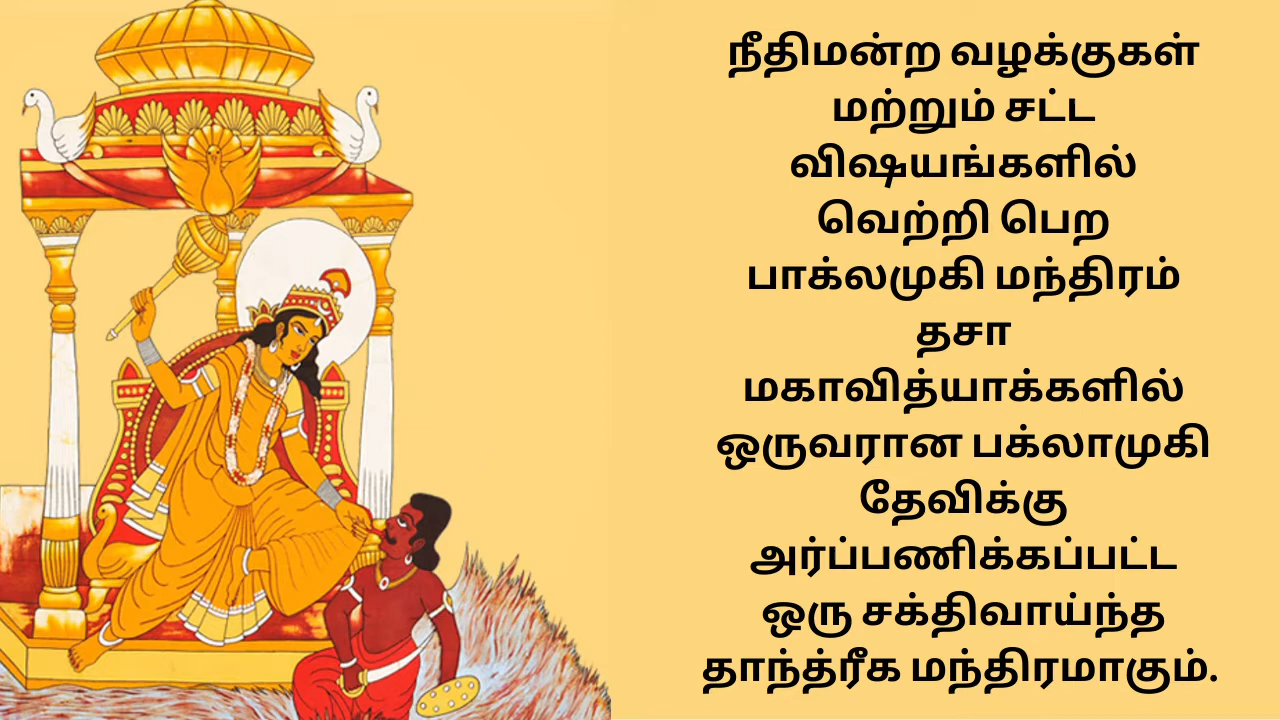 நீதிமன்ற வழக்குகள்
மற்றும் சட்ட
விஷயங்களில்
வெற்றி பெற
பாக்லமுகி மந்திரம்
தசா
மகாவித்யாக்களில்
ஒருவரான பக்லாமுகி
தேவிக்கு
அர்ப்பணிக்கப்பட்ட
ஒரு சக்திவாய்ந்த
தாந்த்ரீக மந்திரமாகும்.